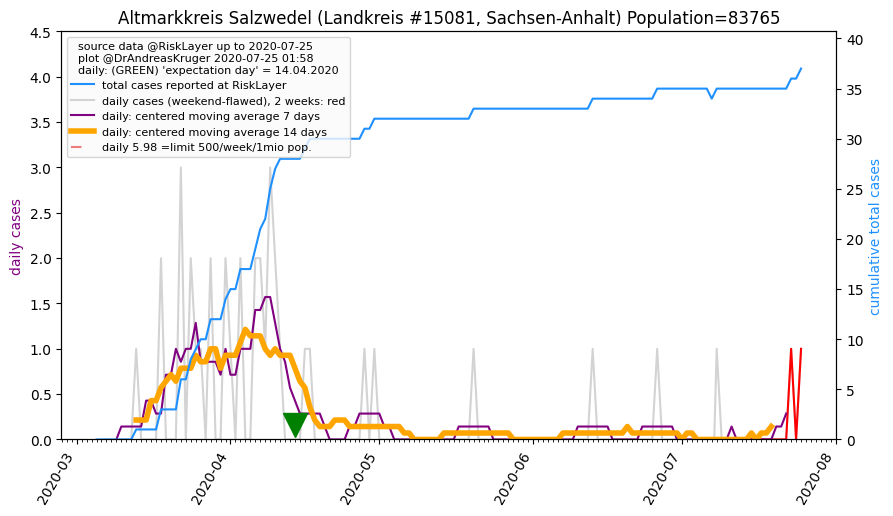 Altmarkkreis Salzwedel (Landkreis #15081, Sachsen-Anhalt) Population=83765
source data @RiskLayer up to 2020-07-25
plot @DrAndreasKruger 2020-07-25 01:58
daily: (GREEN) 'expectation day' = 14.04.2020
total cases reported at RiskLayer
daily cases (weekend-flawed), 2 weeks: red
daily: centered moving average 7 days
daily: centered moving average 14 days
daily 5.98 =limit 500/week/1mio pop.
daily cases
4.5
4.0
3.5
3.0
2.5
2.0
1.5
1.0
0.5
0.0
cumulative total cases
40
35
30
25
20
15
10
5
0
2020-03
2020-04
2020-05
2020-06
2020-07
2020-08